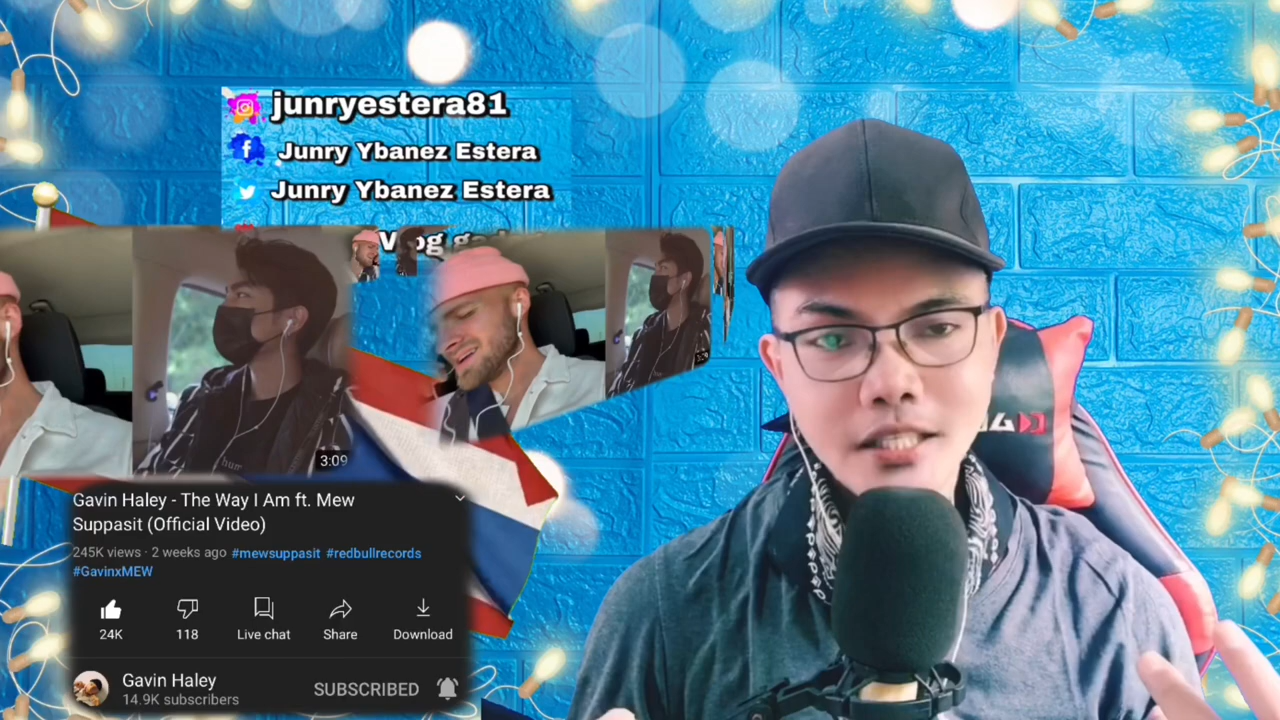 junryestera81
Junry Ybanez Estera
Junry Ybanez Estera
3:09
3:09
Gavin Haley - The Way I Am ft. Mew
Suppasit (Official Video)
245K views · 2 weeks ago #mewsuppasit #redbullrecords
#GavinxMEW
24K
118
Live chat
Share
Download
Gavin Haley
14.9K subscribers
SUBSCRIBED